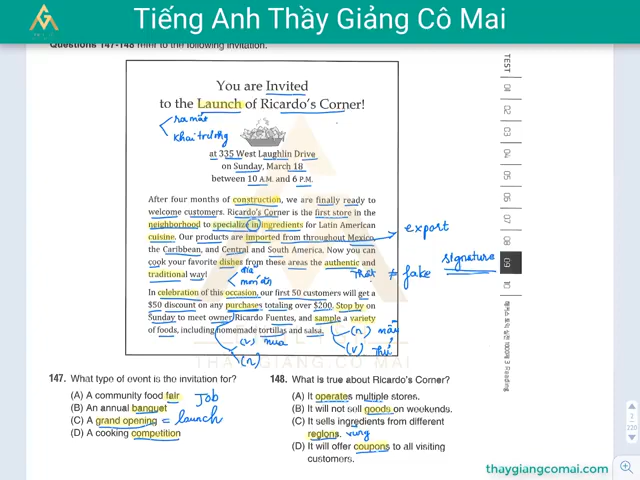 Tiếng Anh Thầy Giảng Cô Mai
Questions 147-148 refer to the following invitation.
You are Invited
to the Launch of Ricardo's Corner!
ra mắt
khai trương
at 335 West Laughlin Drive
on Sunday, March 18
between 10 A.M. and 6 P.M.
After four months of construction, we are finally ready to
welcome customers. Ricardo's Corner is the first store in the
neighborhood to specialize in ingredients for Latin American
cuisine. Our products are imported from throughout Mexico,
the Caribbean, and Central and South America. Now you can
cook your favorite dishes from these areas the authentic and
traditional way!
export
signature
đĩa
món ăn
thật ≠ fake
In celebration of this occasion, our first 50 customers will get a
$50 discount on any purchases totaling over $200. Stop by on
Sunday to meet owner Ricardo Fuentes, and sample a variety
of foods, including homemade tortillas and salsa.
(v) mua
(n)
(n) mẫu
(v) thử
147. What type of event is the invitation for?
(A) A community food fair Job
(B) An annual banquet
(C) A grand opening = launch
(D) A cooking competition
148. What is true about Ricardo's Corner?
(A) It operates multiple stores.
(B) It will not sell goods on weekends.
(C) It sells ingredients from different
regions. vùng
(D) It will offer coupons to all visiting
customers.
TEST
01
02
03
04
05
06
07
08
09
10
THAYGIANGCOMAI.COM
2
220
thaygiangcomai.com